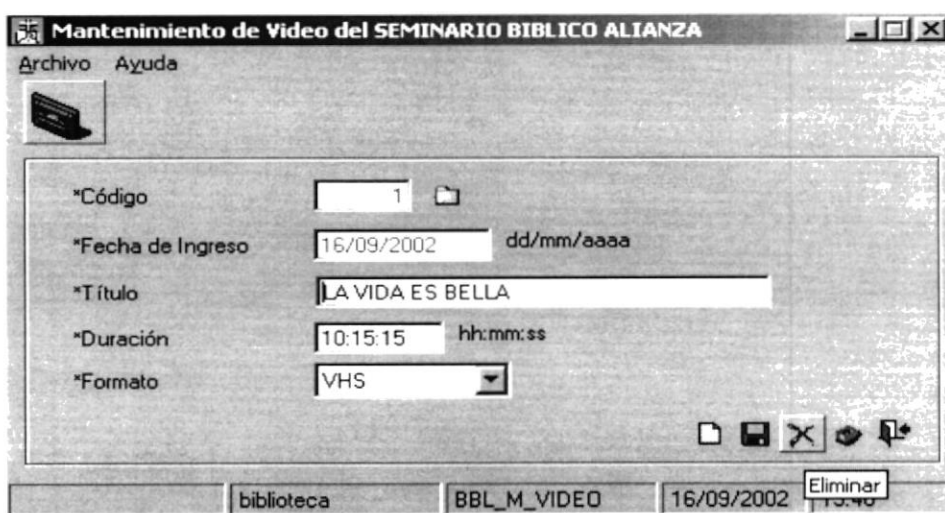 Mantenimiento de Video del SEMINARIO BIBLICO ALIANZA
Archivo Ayuda
*Código 1
*Fecha de Ingreso 16/09/2002 dd/mm/aaaa
*Título LA VIDA ES BELLA
*Duración 10:15:15 hh:mm:ss
*Formato VHS
Eliminar
biblioteca BBL_M_VIDEO 16/09/2002